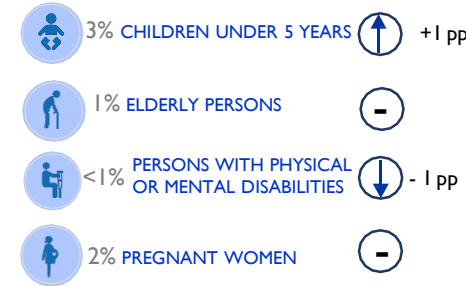 3% CHILDREN UNDER 5 YEARS +1 pp
1% ELDERLY PERSONS -
<1% PERSONS WITH PHYSICAL
OR MENTAL DISABILITIES - 1 pp
2% PREGNANT WOMEN -